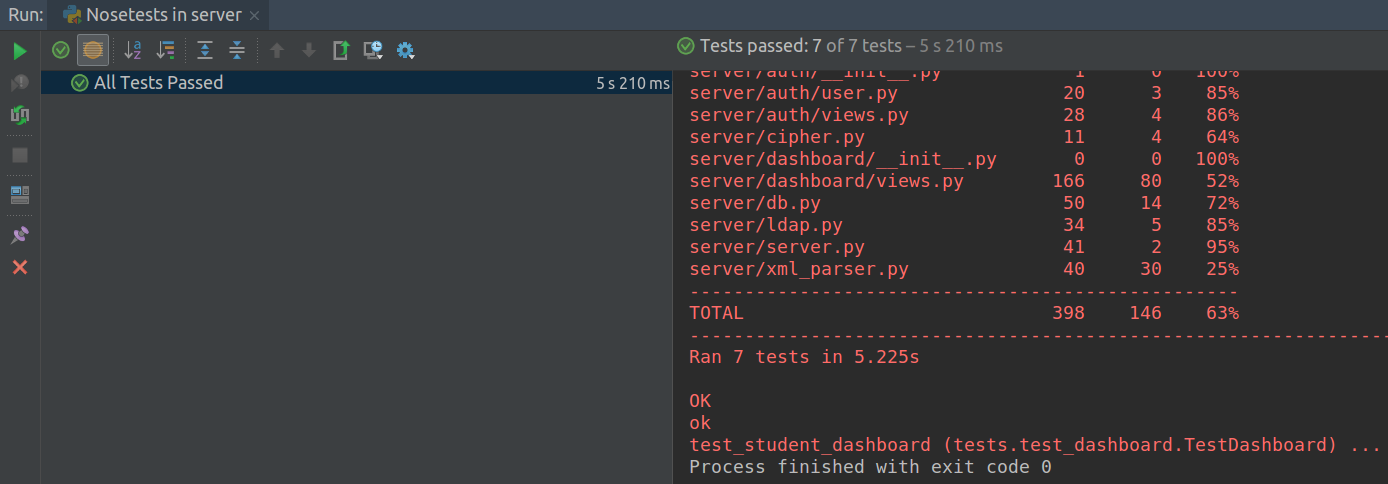 Run: Nosetests in server
Tests passed: 7 of 7 tests – 5 s 210 ms
All Tests Passed 5 s 210 ms
server/auth/__init__.py 1 0 100%
server/auth/user.py 20 3 85%
server/auth/views.py 28 4 86%
server/cipher.py 11 4 64%
server/dashboard/__init__.py 0 0 100%
server/dashboard/views.py 166 80 52%
server/db.py 50 14 72%
server/ldap.py 34 5 85%
server/server.py 41 2 95%
server/xml_parser.py 40 30 25%
--------------------------------------------------
TOTAL 398 146 63%
----------------------------------------------------------------
Ran 7 tests in 5.225s
OK
ok
test_student_dashboard (tests.test_dashboard.TestDashboard) ...
Process finished with exit code 0